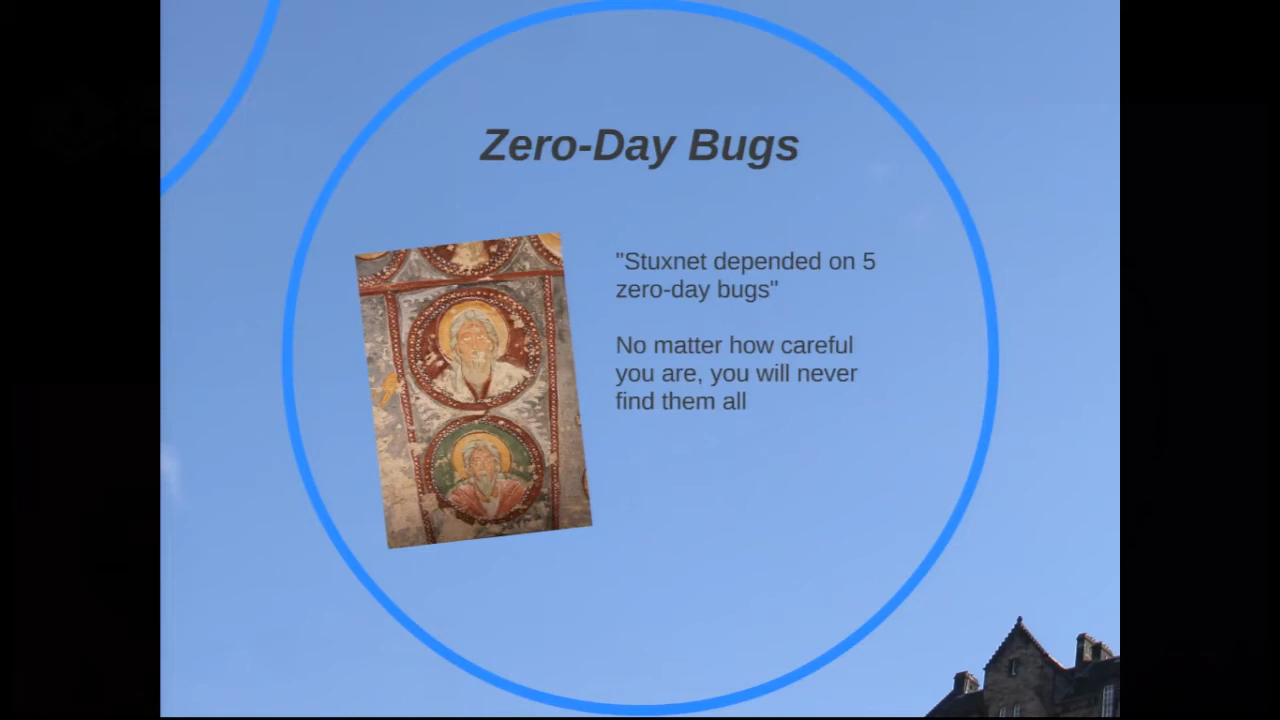 Zero-Day Bugs
"Stuxnet depended on 5
zero-day bugs"
No matter how careful
you are, you will never
find them all